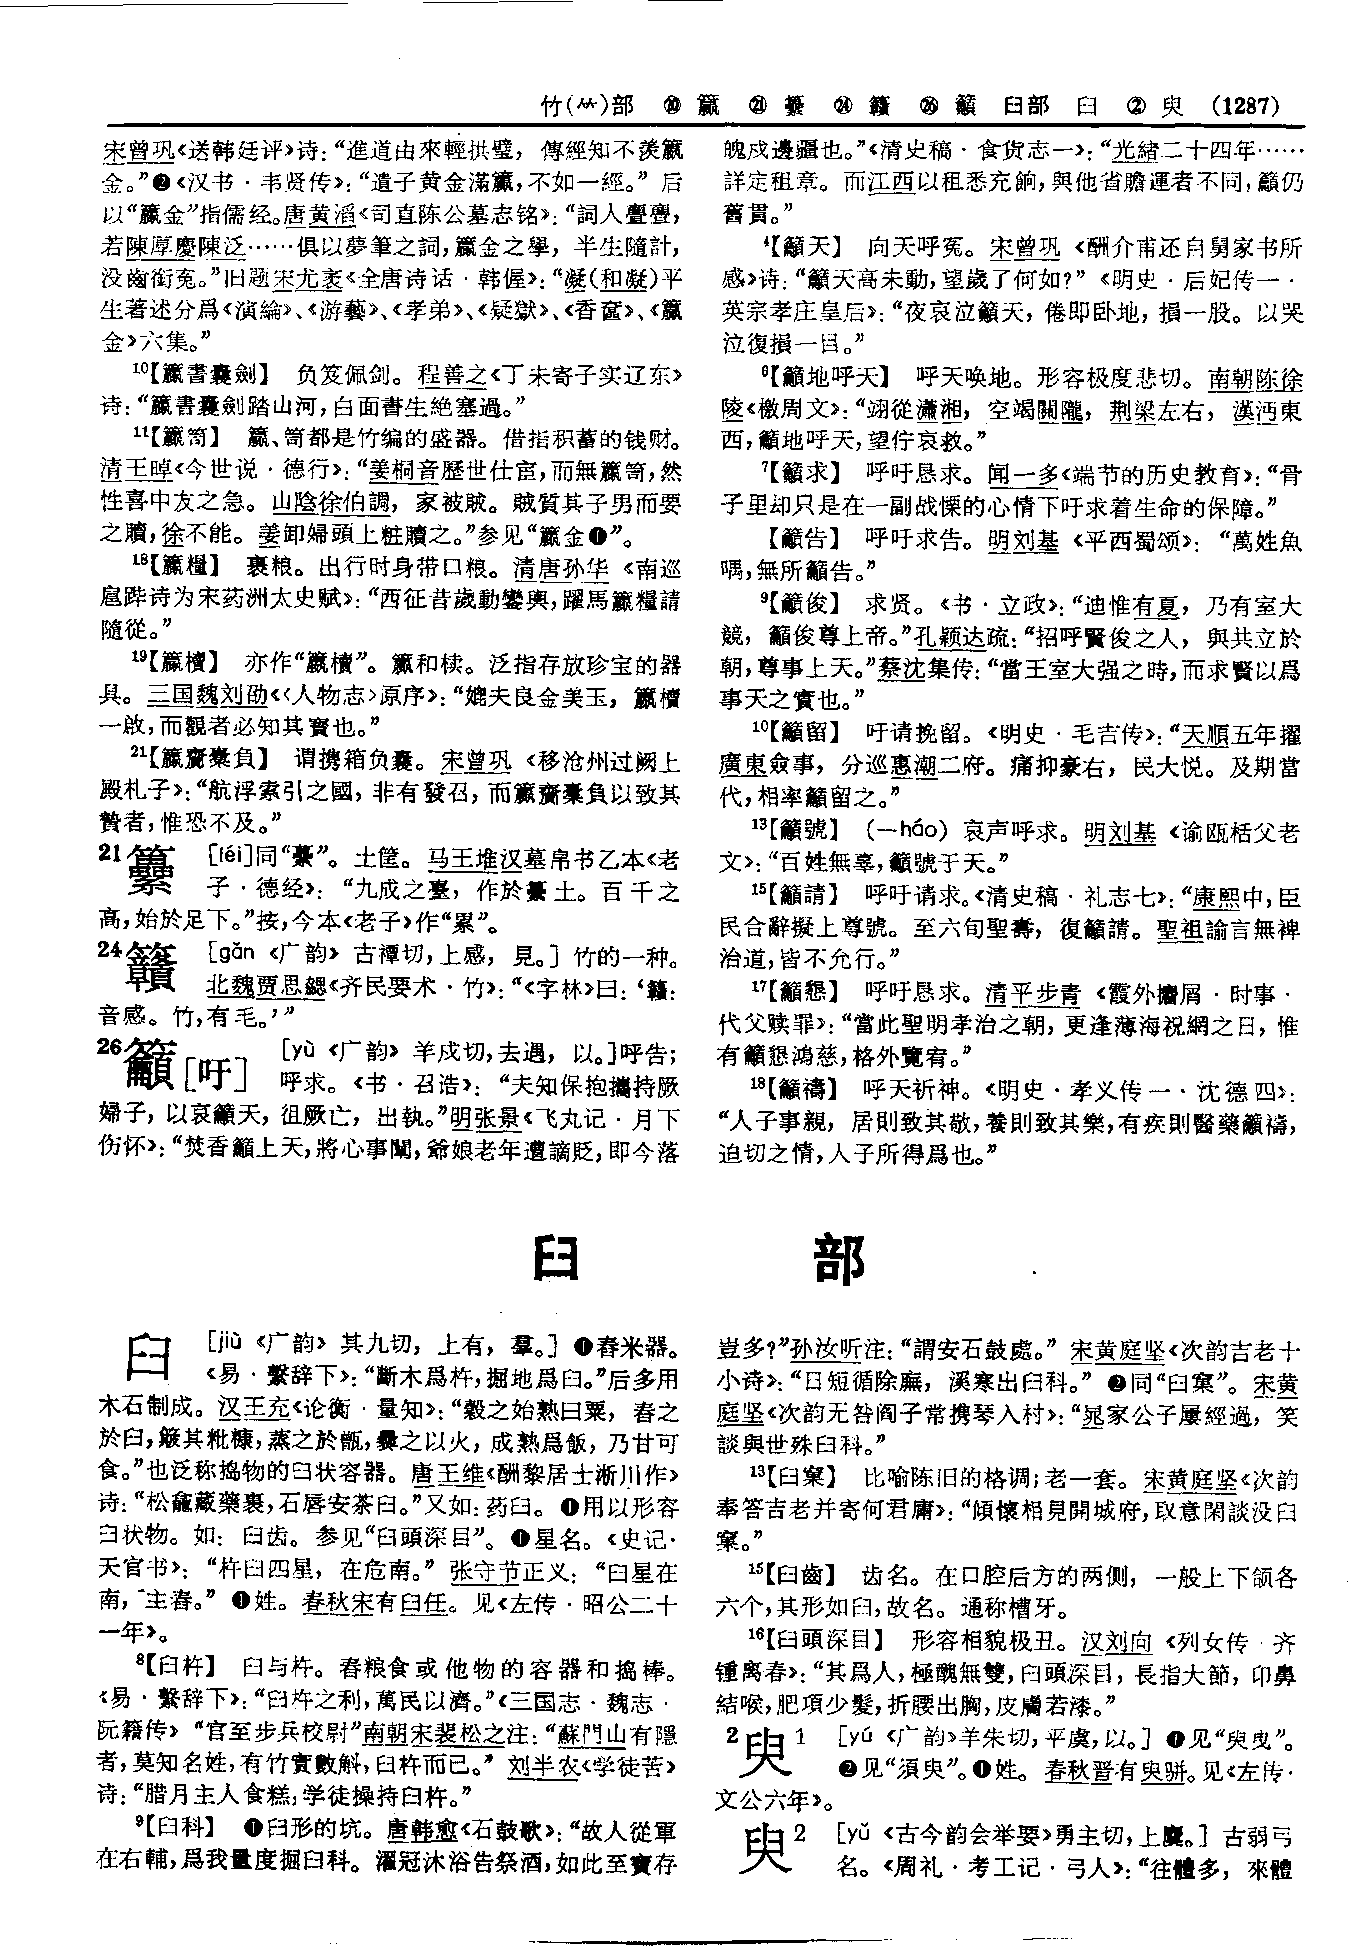 竹(⺮)部 ⑳籯 ㉑虆 ㉔籫 ㉖籲 臼部 臼 ②臾 (1287)
宋曾巩《送韩廷评》诗：“進道由來輕拱璧，傳經知不羡籯
金。”❷《汉书·韦贤传》：“遺子黄金滿籯，不如一經。”后
以“籯金”指儒经。唐黄滔《司直陈公墓志铭》：“詞人亹亹，
若陳厚慶陳泛……俱以夢筆之詞，籯金之學，半生隨計，
没齒銜冤。”旧题宋尤袤《全唐诗话·韩偓》：“凝(和凝)平
生著述分爲《演綸》、《游藝》、《孝弟》、《疑獄》、《香奩》、《籯
金》六集。”
10【籯書囊劍】 负笈佩剑。程善之《丁未寄子实辽东》
诗：“籯書囊劍踏山河，白面書生絶塞過。”
11【籯笥】 籯、笥都是竹编的盛器。借指积蓄的钱财。
清王晫《今世说·德行》：“姜桐音歷世仕宦，而無籯笥，然
性喜中友之急。山陰徐伯調，家被賊。賊質其子男而要
之贖，徐不能。姜卸婦頭上粧贖之。”参见“籯金❶”。
18【籯糧】 裹粮。出行时身带口粮。清唐孙华《南巡
扈跸诗为宋药洲太史赋》：“西征昔歲動鑾輿，躍馬籯糧請
隨從。”
19【籯櫝】 亦作“籝櫝”。籯和椟。泛指存放珍宝的器
具。三国魏刘劭《〈人物志〉原序》：“媲夫良金美玉，籯櫝
一啟，而觀者必知其寳也。”
21【籯齎橐負】 谓携箱负囊。宋曾巩《移沧州过阙上
殿札子》：“航浮索引之國，非有發召，而籯齎橐負以致其
贄者，惟恐不及。”
21 [léi]同“虆”。土筐。马王堆汉墓帛书乙本《老
子·德经》：“九成之臺，作於虆土。百千之
高，始於足下。”按，今本《老子》作“累”。
24 [gǎn《广韵》古禫切，上感，見。]竹的一种。
北魏贾思勰《齐民要术·竹》：“《字林》曰：‘䉺：
音感。竹，有毛。’”
26籲[吁] [yù《广韵》羊戍切，去遇，以。]呼告；
呼求。《书·召浩》：“夫知保抱攜持厥
婦子，以哀籲天，徂厥亡，出執。”明张景《飞丸记·月下
伤怀》：“焚香籲上天，將心事闡，爺娘老年遭謫貶，即今落
魄戍邊疆也。”《清史稿·食货志一》：“光緒二十四年……
詳定租章。而江西以租悉充餉，與他省贍運者不同，籲仍
舊貫。”
4【籲天】 向天呼冤。宋曾巩《酬介甫还自舅家书所
感》诗：“籲天高未動，望歲了何如？”《明史·后妃传一·
英宗孝庄皇后》：“夜哀泣籲天，倦即卧地，損一股。以哭
泣復損一目。”
6【籲地呼天】 呼天唤地。形容极度悲切。南朝陈徐
陵《檄周文》：“翊從瀟湘，空竭關隴，荆梁左右，漢沔東
西，籲地呼天，望佇哀救。”
7【籲求】 呼吁恳求。闻一多《端节的历史教育》：“骨
子里却只是在一副战慄的心情下吁求着生命的保障。”
【籲告】 呼吁求告。明刘基《平西蜀颂》：“萬姓魚
喁，無所籲告。”
9【籲俊】 求贤。《书·立政》：“迪惟有夏，乃有室大
競，籲俊尊上帝。”孔颖达疏：“招呼賢俊之人，與共立於
朝，尊事上天。”蔡沈集传：“當王室大强之時，而求賢以爲
事天之實也。”
10【籲留】 吁请挽留。《明史·毛吉传》：“天順五年擢
廣東僉事，分巡惠潮二府。痛抑豪右，民大悦。及期當
代，相率籲留之。”
13【籲號】 (—háo)哀声呼求。明刘基《谕瓯栝父老
文》：“百姓無辜，籲號于天。”
15【籲請】 呼吁请求。《清史稿·礼志七》：“康熙中，臣
民合辭擬上尊號。至六旬聖壽，復籲請。聖祖諭言無裨
治道，皆不允行。”
17【籲懇】 呼吁恳求。清平步青《霞外攟屑·时事·
代父赎罪》：“當此聖明孝治之朝，更逢薄海祝網之日，惟
有籲懇鴻慈，格外覽宥。”
18【籲禱】 呼天祈神。《明史·孝义传一·沈德四》：
“人子事親，居則致其敬，養則致其樂，有疾則醫藥籲禱，
迫切之情，人子所得爲也。”
臼 部
臼 [jiù《广韵》其九切，上有，羣。]❶舂米器。
《易·繫辞下》：“斷木爲杵，掘地爲臼。”后多用
木石制成。汉王充《论衡·量知》：“穀之始熟曰粟，舂之
於臼，簸其粃糠，蒸之於甑，爨之以火，成熟爲飯，乃甘可
食。”也泛称捣物的臼状容器。唐王维《酬黎居士淅川作》
诗：“松龕藏藥裹，石唇安茶臼。”又如：药臼。❶用以形容
臼状物。如：臼齿。参见“臼頭深目”。❶星名。《史记·
天官书》：“杵臼四星，在危南。”张守节正义：“臼星在
南，主舂。”❶姓。春秋宋有臼任。见《左传·昭公二十
一年》。
8【臼杵】 臼与杵。舂粮食或他物的容器和捣棒。
《易·繫辞下》：“臼杵之利，萬民以濟。”《三国志·魏志·
阮籍传》“官至步兵校尉”南朝宋裴松之注：“蘇門山有隱
者，莫知名姓，有竹實數斛，臼杵而已。”刘半农《学徒苦》
诗：“腊月主人食糕，学徒操持臼杵。”
9【臼科】 ❶臼形的坑。唐韩愈《石鼓歌》：“故人從軍
在右輔，爲我量度掘臼科。濯冠沐浴告祭酒，如此至寶存
豈多？”孙汝听注：“謂安石鼓處。”宋黄庭坚《次韵吉老十
小诗》：“日短循除廡，溪寒出臼科。”❷同“臼窠”。宋黄
庭坚《次韵无咎阎子常携琴入村》：“晁家公子屢經過，笑
談與世殊臼科。”
13【臼窠】 比喻陈旧的格调；老一套。宋黄庭坚《次韵
奉答吉老并寄何君庸》：“傾懷相見開城府，取意閑談没臼
窠。”
15【臼齒】 齿名。在口腔后方的两侧，一般上下颌各
六个，其形如臼，故名。通称槽牙。
16【臼頭深目】 形容相貌极丑。汉刘向《列女传·齐
锺离春》：“其爲人，極醜無雙，臼頭深目，長指大節，卬鼻
結喉，肥項少髮，折腰出胸，皮膚若漆。”
2臾1 [yú《广韵》羊朱切，平虞，以。]❶见“臾曳”。
❷见“須臾”。❶姓。春秋晋有臾骈。见《左传·
文公六年》。
臾2 [yǔ《古今韵会举要》勇主切，上麌。]古弱弓
名。《周礼·考工记·弓人》：“往體多，來體